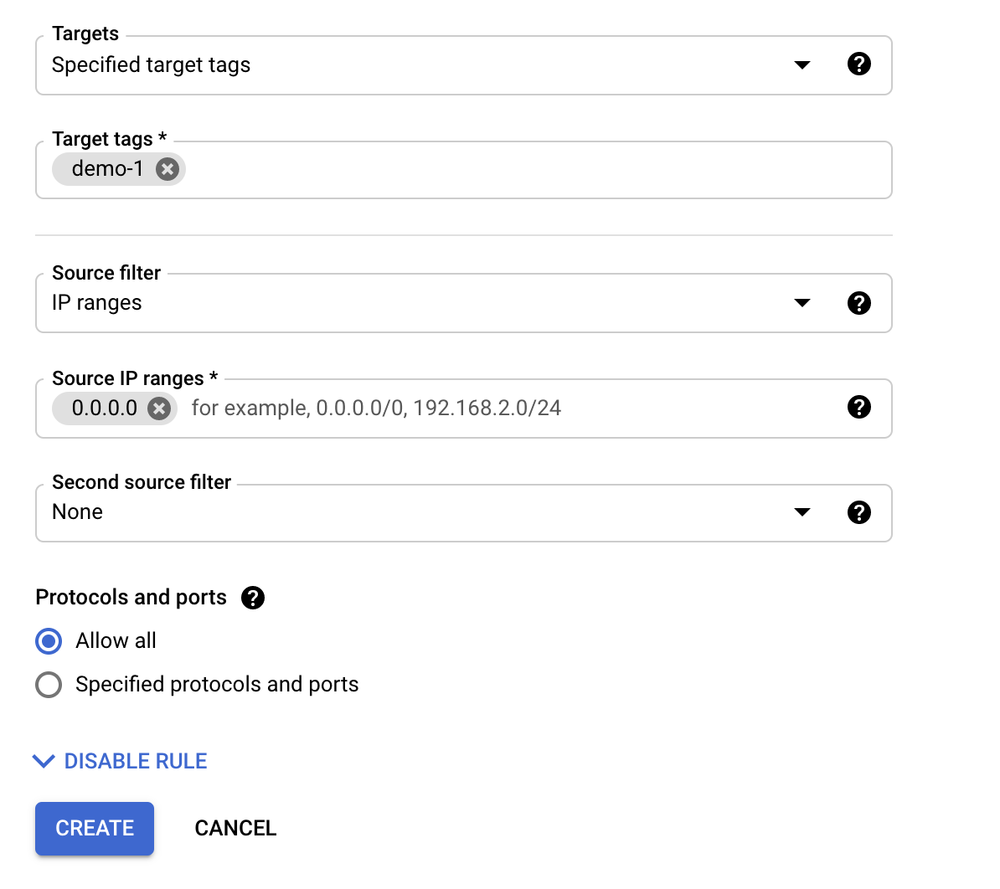 Targets
Specified target tags
Target tags *
demo-1
Source filter
IP ranges
Source IP ranges *
0.0.0.0 for example, 0.0.0.0/0, 192.168.2.0/24
Second source filter
None
Protocols and ports
Allow all
Specified protocols and ports
DISABLE RULE
CREATE CANCEL